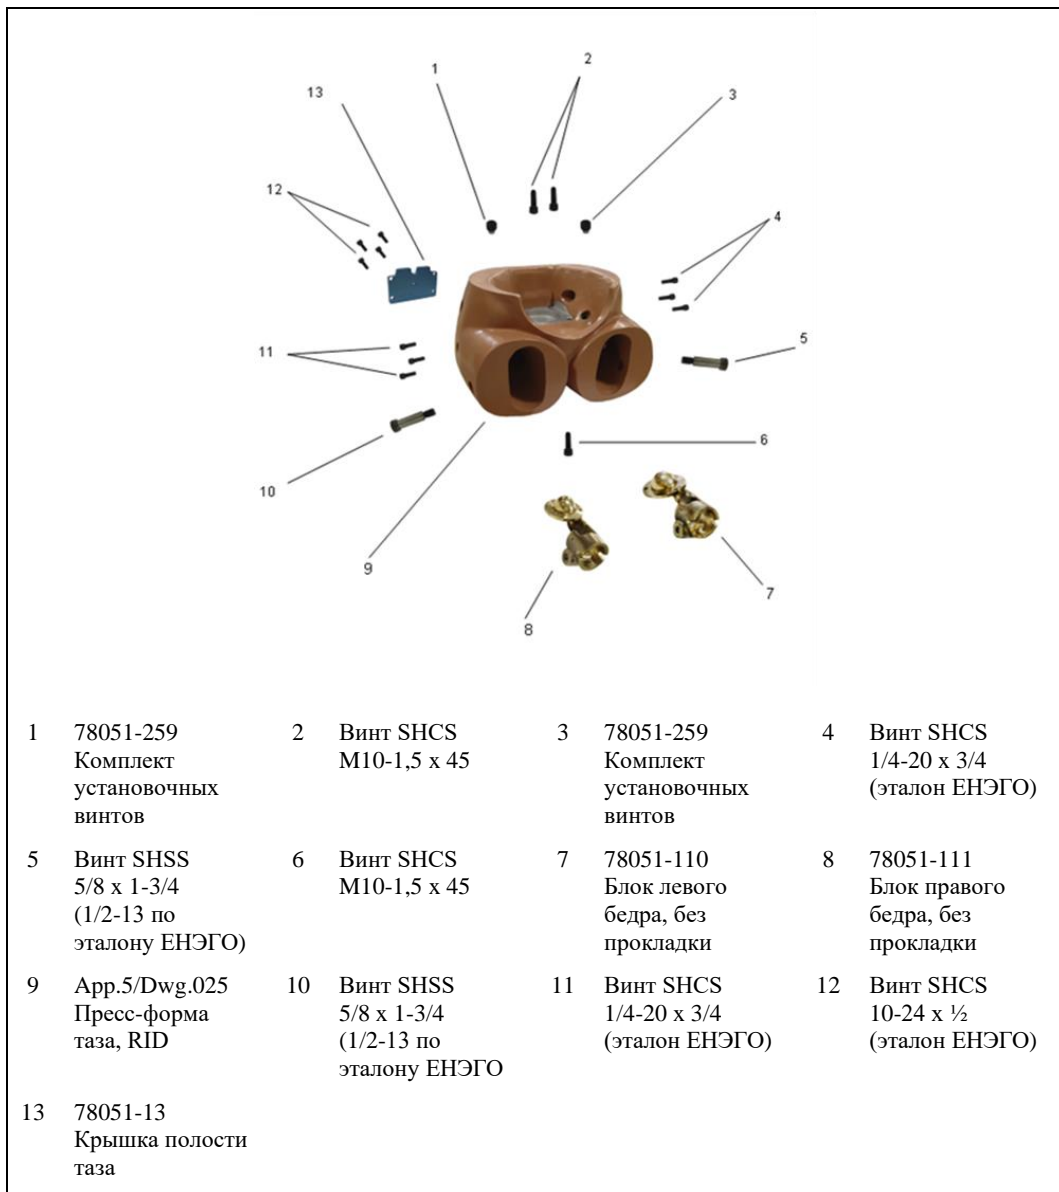 1
2
13
3
12
4
11
5
10
6
9
7
8
1 78051-259 Комплект установочных винтов
2 Винт SHCS M10-1,5 x 45
3 78051-259 Комплект установочных винтов
4 Винт SHCS 1/4-20 x 3/4 (эталон ЕНЭГО)
5 Винт SHSS 5/8 x 1-3/4 (1/2-13 по эталону ЕНЭГО)
6 Винт SHCS M10-1,5 x 45
7 78051-110 Блок левого бедра, без прокладки
8 78051-111 Блок правого бедра, без прокладки
9 App.5/Dwg.025 Пресс-форма таза, RID
10 Винт SHSS 5/8 x 1-3/4 (1/2-13 по эталону ЕНЭГО
11 Винт SHCS 1/4-20 x 3/4 (эталон ЕНЭГО)
12 Винт SHCS 10-24 x ½ (эталон ЕНЭГО)
13 78051-13 Крышка полости таза